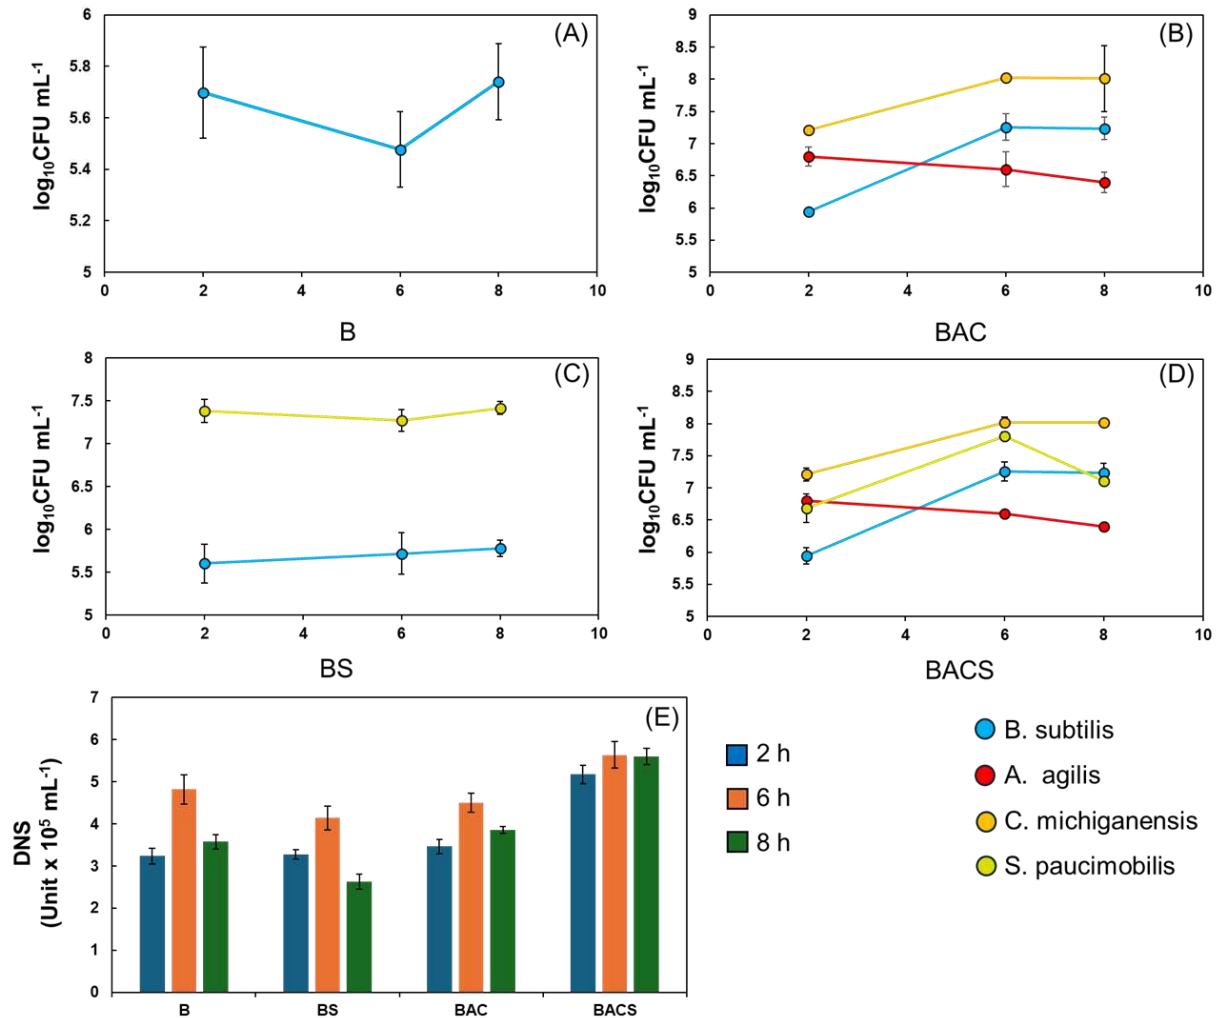 (A)
log₁₀CFU mL⁻¹
6
5.8
5.6
5.4
5.2
5
0 2 4 6 8 10
B
(B)
log₁₀CFU mL⁻¹
9
8.5
8
7.5
7
6.5
6
5.5
5
0 2 4 6 8 10
BAC
(C)
log₁₀CFU mL⁻¹
8
7.5
7
6.5
6
5.5
5
0 2 4 6 8 10
BS
(D)
log₁₀CFU mL⁻¹
9
8.5
8
7.5
7
6.5
6
5.5
5
0 2 4 6 8 10
BACS
(E)
DNS
(Unit x 10⁵ mL⁻¹)
7
6
5
4
3
2
1
0
B BS BAC BACS
2 h
6 h
8 h
B. subtilis
A. agilis
C. michiganensis
S. paucimobilis